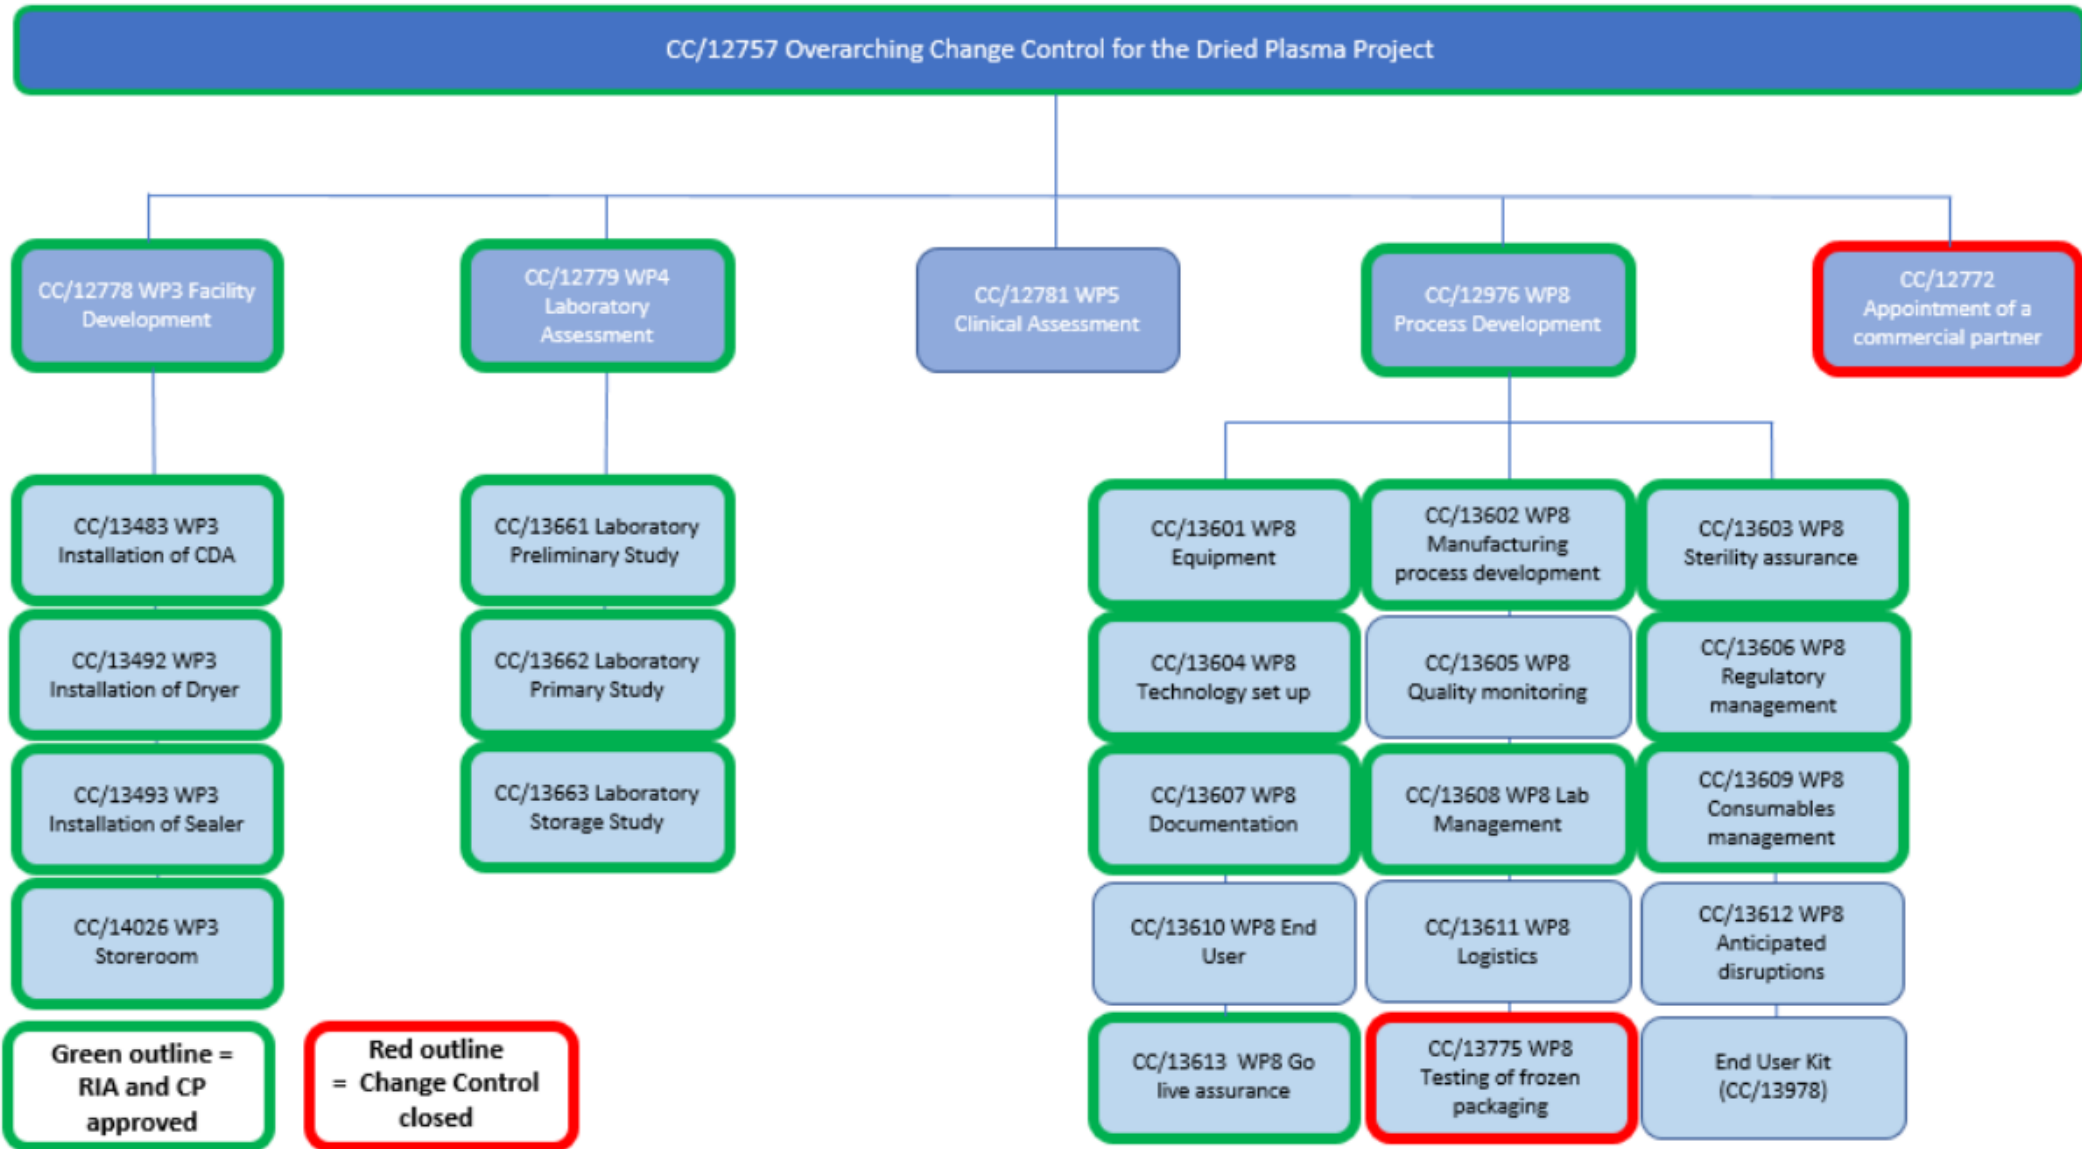 CC/12757 Overarching Change Control for the Dried Plasma Project
CC/12778 WP3 Facility
Development
CC/12779 WP4
Laboratory
Assessment
CC/12781 WP5
Clinical Assessment
CC/12976 WP8
Process Development
CC/12772
Appointment of a
commercial partner
CC/13483 WP3
Installation of CDA
CC/13492 WP3
Installation of Dryer
CC/13493 WP3
Installation of Sealer
CC/14026 WP3
Storeroom
CC/13661 Laboratory
Preliminary Study
CC/13662 Laboratory
Primary Study
CC/13663 Laboratory
Storage Study
CC/13601 WP8
Equipment
CC/13602 WP8
Manufacturing
process development
CC/13603 WP8
Sterility assurance
CC/13604 WP8
Technology set up
CC/13605 WP8
Quality monitoring
CC/13606 WP8
Regulatory
management
CC/13607 WP8
Documentation
CC/13608 WP8 Lab
Management
CC/13609 WP8
Consumables
management
CC/13610 WP8 End
User
CC/13611 WP8
Logistics
CC/13612 WP8
Anticipated
disruptions
CC/13613 WP8 Go
live assurance
CC/13775 WP8
Testing of frozen
packaging
End User Kit
(CC/13978)
Green outline =
RIA and CP
approved
Red outline
= Change Control
closed